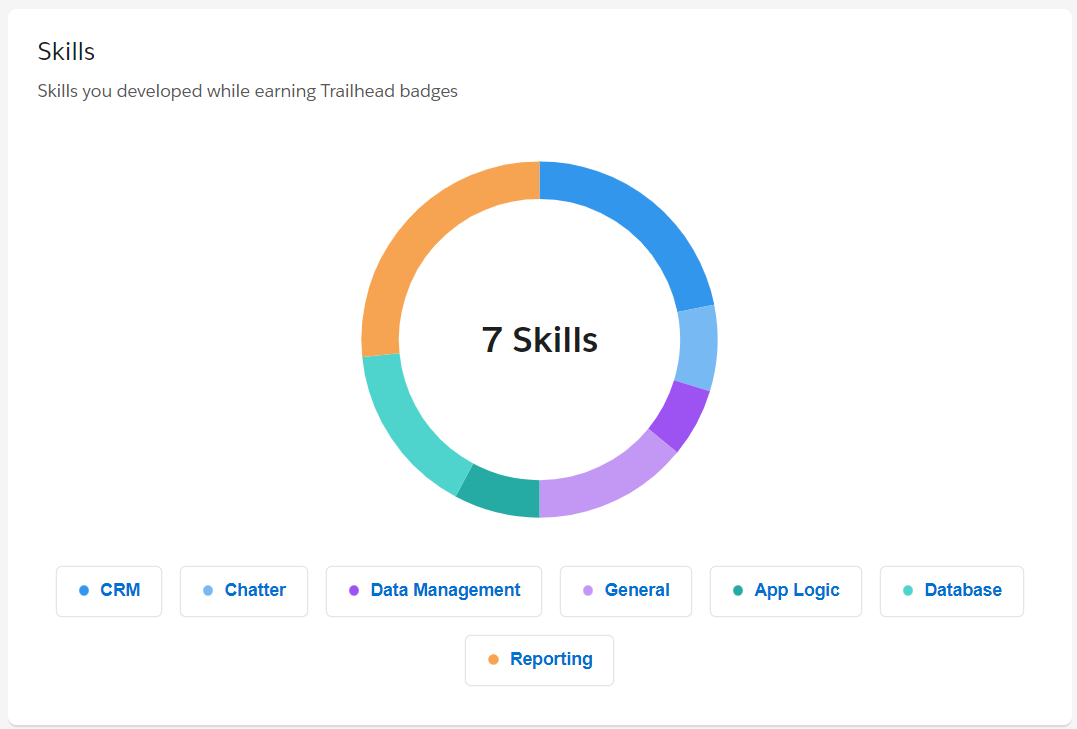 Skills
Skills you developed while earning Trailhead badges
7 Skills
CRM
Chatter
Data Management
General
App Logic
Database
Reporting